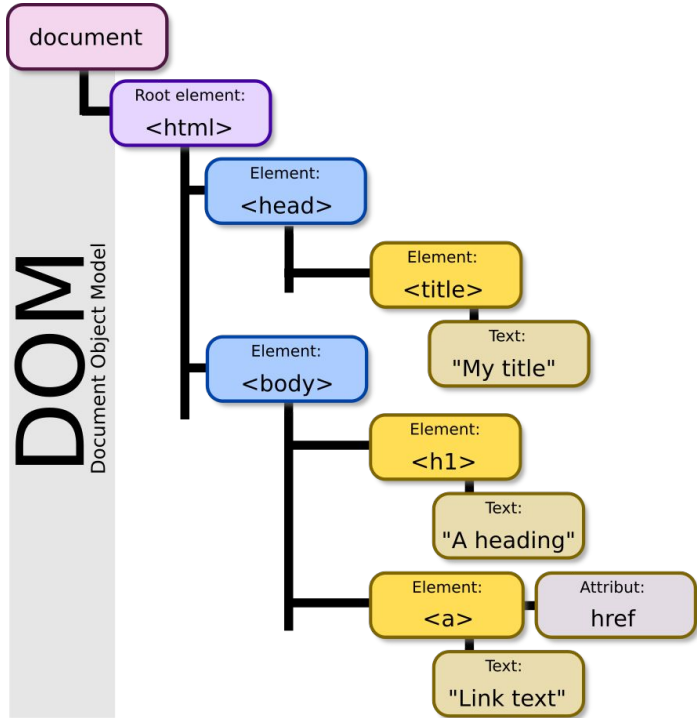 document
Root element:
<html>
Element:
<head>
Element:
<title>
Text:
"My title"
DOM
Document Object Model
Element:
<body>
Element:
<h1>
Text:
"A heading"
Element:
<a>
Attribut:
href
Text:
"Link text"